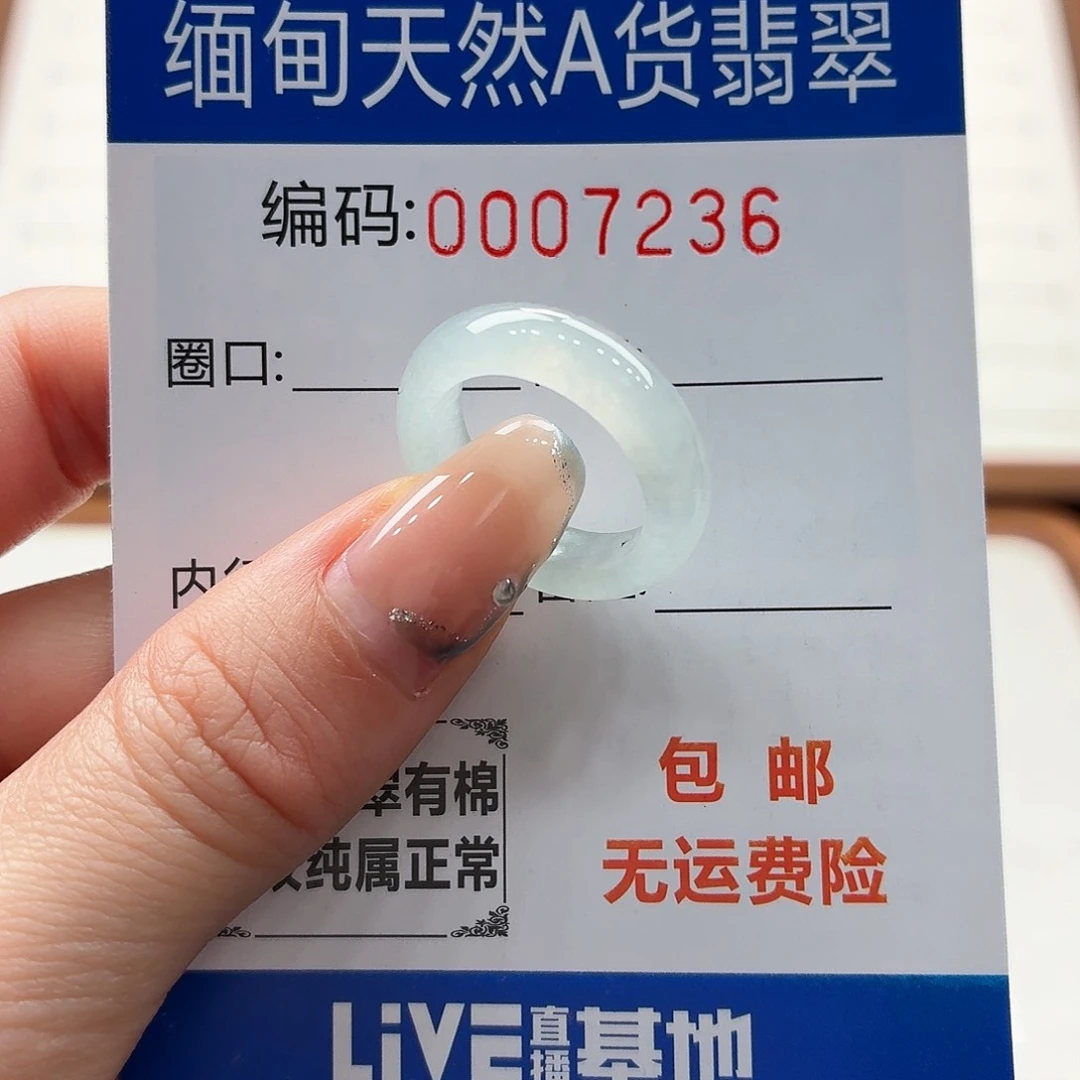 缅甸天然A货翡翠
编码:0007236
圈口:
内
翠有棉
纯属正常
包邮
无运费险
LiVE直播基地